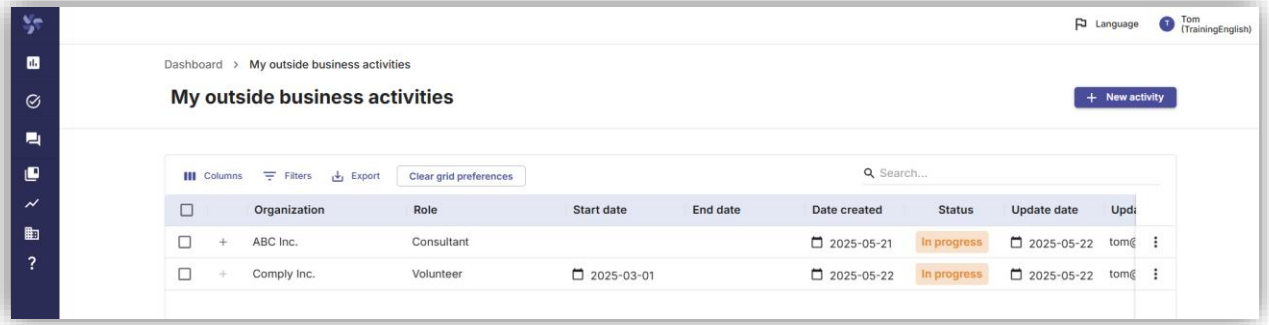 Language
T
Tom
(TrainingEnglish)
Dashboard > My outside business activities
My outside business activities
+ New activity
Columns Filters Export Clear grid preferences Search...
Organization Role Start date End date Date created Status Update date Upda
+ ABC Inc. Consultant 2025-05-21 In progress 2025-05-22 tom@
+ Comply Inc. Volunteer 2025-03-01 2025-05-22 In progress 2025-05-22 tom@
?